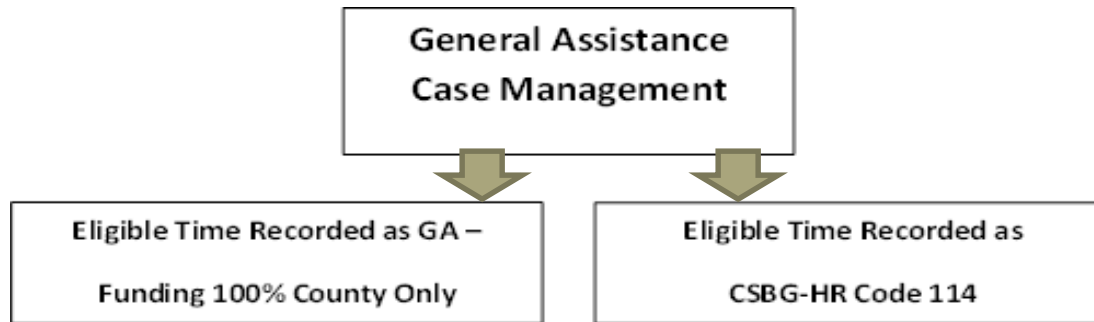 General Assistance
Case Management
Eligible Time Recorded as GA –
Funding 100% County Only
Eligible Time Recorded as
CSBG-HR Code 114